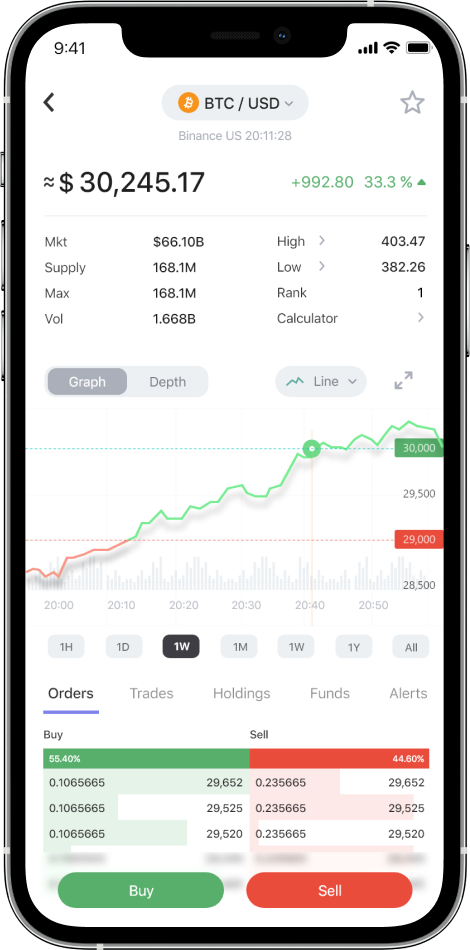 9:41
BTC / USD
Binance US 20:11:28
≈ $ 30,245.17 +992.80 33.3 %
Mkt $66.10B High 403.47
Supply 168.1M Low 382.26
Max 168.1M Rank 1
Vol 1.668B Calculator
Graph Depth Line
30,000
29,500
29,000
28,500
20:00 20:10 20:20 20:30 20:40 20:50
1H 1D 1W 1M 1W 1Y All
Orders Trades Holdings Funds Alerts
Buy Sell
55.40% 44.60%
0.1065665 29,652 0.235665 29,652
0.1065665 29,525 0.235665 29,525
0.1065665 29,520 0.235665 29,520
Buy Sell